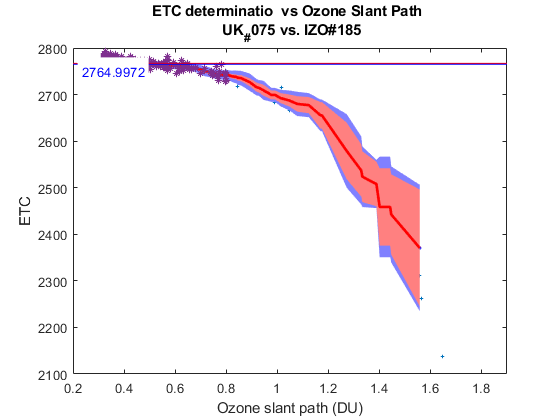 ETC determinatio vs Ozone Slant Path
UK#075 vs. IZO#185
2764.9972
ETC
2800
2700
2600
2500
2400
2300
2200
2100
0.2 0.4 0.6 0.8 1 1.2 1.4 1.6 1.8
Ozone slant path (DU)